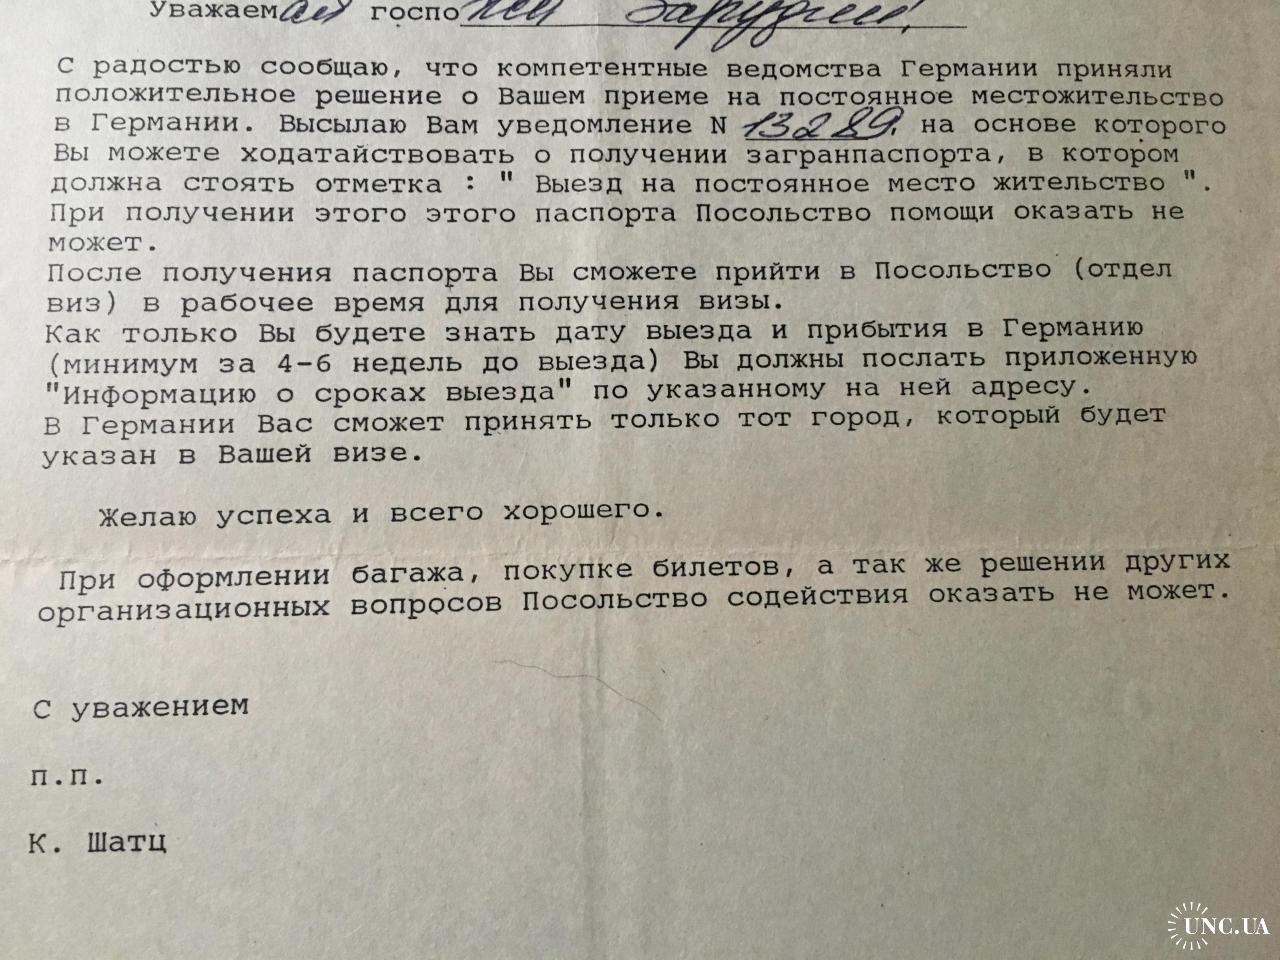 Уважаемая госпожа
С радостью сообщаю, что компетентные ведомства Германии приняли
положительное решение о Вашем приеме на постоянное местожительство
в Германии. Высылаю Вам уведомление N 13289, на основе которого
Вы можете ходатайствовать о получении загранпаспорта, в котором
должна стоять отметка : " Выезд на постоянное место жительство ".
При получении этого этого паспорта Посольство помощи оказать не
может.
После получения паспорта Вы сможете прийти в Посольство (отдел
виз) в рабочее время для получения визы.
Как только Вы будете знать дату выезда и прибытия в Германию
(минимум за 4-6 недель до выезда) Вы должны послать приложенную
"Информацию о сроках выезда" по указанному на ней адресу.
В Германии Вас сможет принять только тот город, который будет
указан в Вашей визе.
Желаю успеха и всего хорошего.
При оформлении багажа, покупке билетов, а так же решении других
организационных вопросов Посольство содействия оказать не может.
С уважением
п.п.
К. Шатц
UNC.UA